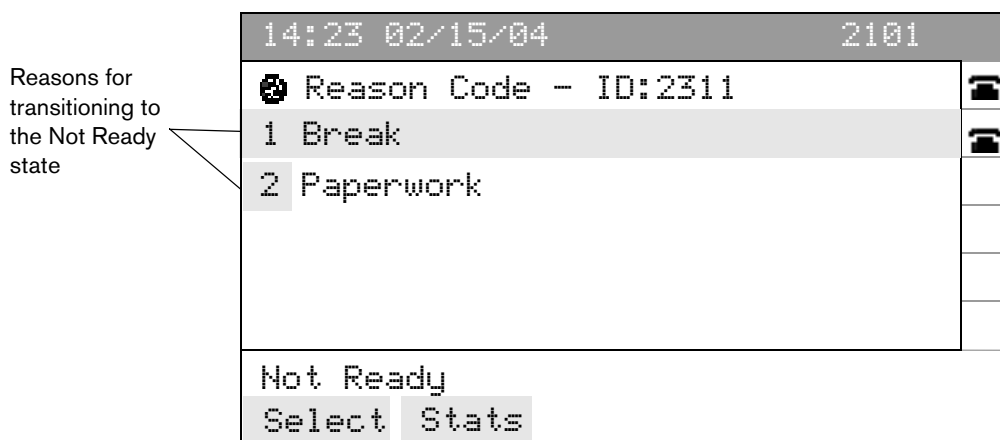 14:23 02/15/04 2101
Reasons for
transitioning to
the Not Ready
state
Reason Code - ID:2311
1 Break
2 Paperwork
Not Ready
Select Stats